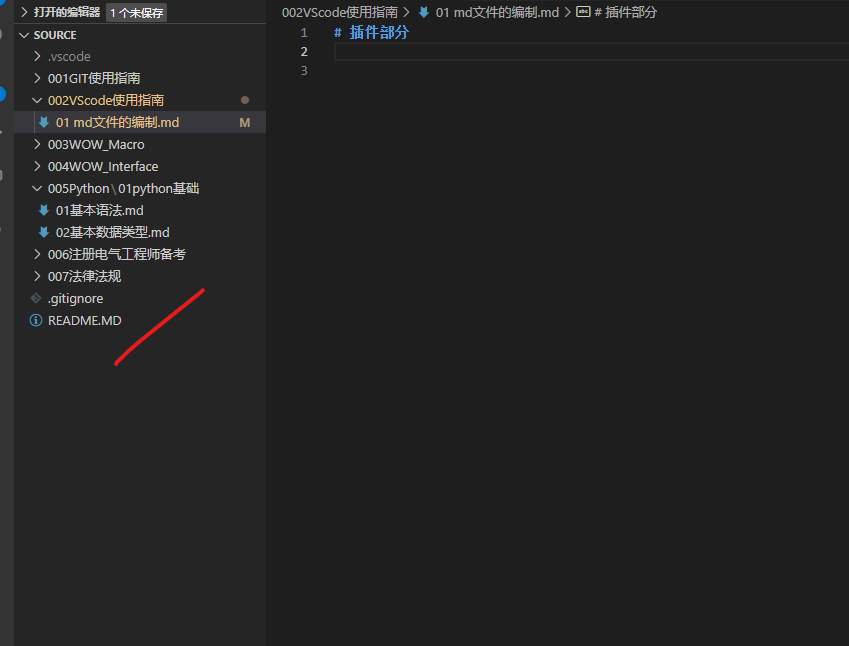 打开的编辑器 1 个未保存
SOURCE
.vscode
001GIT使用指南
002VScode使用指南
01 md文件的编制.md M
003WOW_Macro
004WOW_Interface
005Python\01python基础
01基本语法.md
02基本数据类型.md
006注册电气工程师备考
007法律法规
.gitignore
README.MD
002VScode使用指南 > 01 md文件的编制.md > abc # 插件部分
1 # 插件部分
2
3